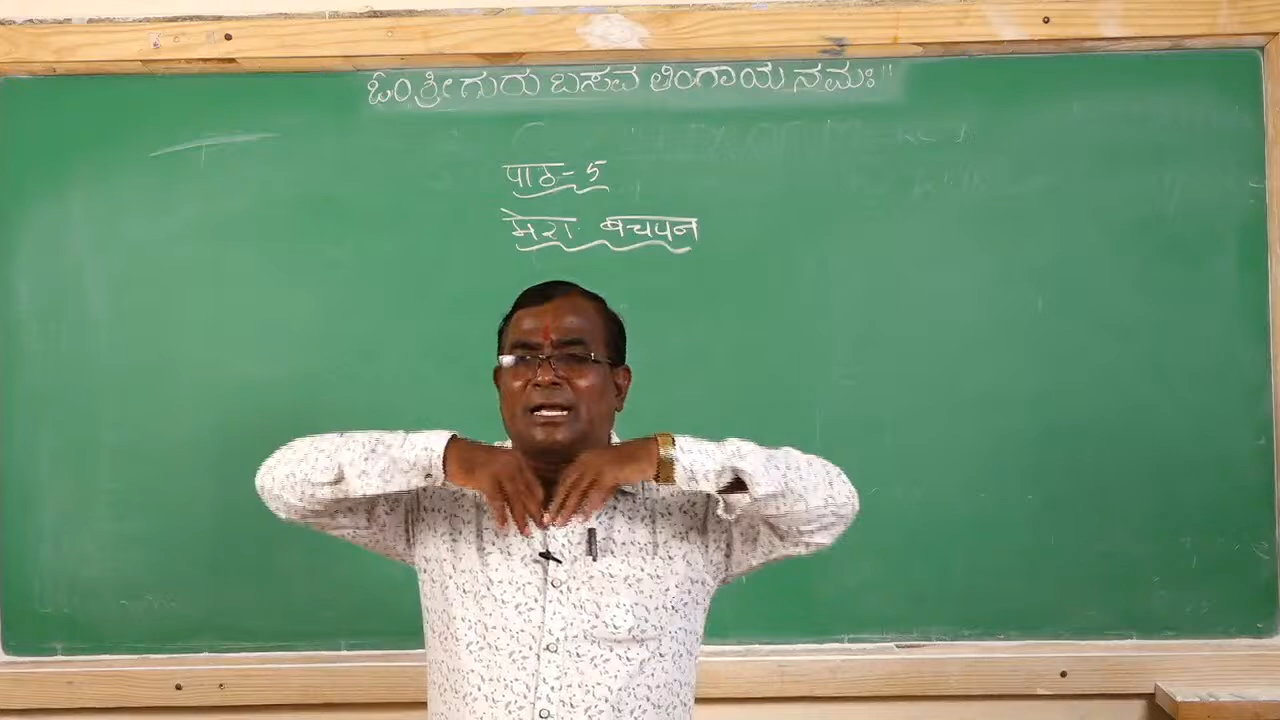 ಓಂ ಶ್ರೀ ಗುರು ಬಸವ ಲಿಂಗಾಯ ನಮಃ"
पाठ - 5
मेरा बचपन